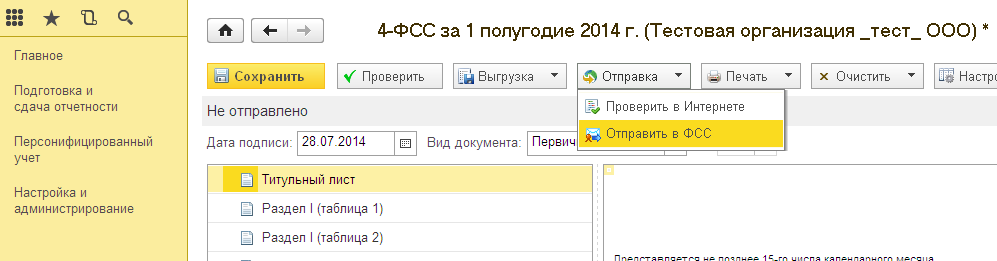 4-ФСС за 1 полугодие 2014 г. (Тестовая организация _тест_ ООО) *
Главное
Подготовка и
сдача отчетности
Персонифицированный
учет
Настройка и
администрирование
Сохранить
Проверить
Выгрузка
Отправка
Печать
Очистить
Настро
Проверить в Интернете
Отправить в ФСС
Не отправлено
Дата подписи: 28.07.2014 Вид документа: Первич
Титульный лист
Раздел I (таблица 1)
Раздел I (таблица 2)
Представляется не позднее 15-го числа календарного месяца